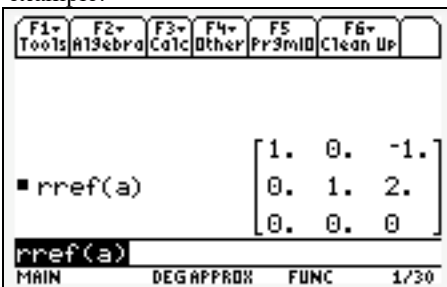 F1▾ F2▾ F3▾ F4▾ F5 F6▾
Tools Algebra Calc Other PrgmIO Clean Up
[1. 0. -1.]
▪ rref(a) [0. 1. 2.]
[0. 0. 0]
rref(a)
MAIN DEG APPROX FUNC 1/30